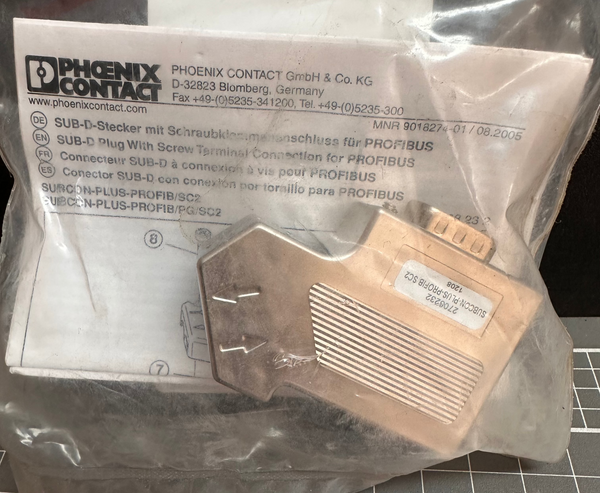 PHŒNIX
CONTACT
PHOENIX CONTACT GmbH & Co. KG
D-32823 Blomberg, Germany
Fax +49-(0)5235-341200, Tel. +49-(0)5235-300
www.phoenixcontact.com
MNR 9018274-01 / 08.2005
DE SUB-D-Stecker mit Schraubklemmenanschluss für PROFIBUS
EN SUB-D Plug With Screw Terminal Connection for PROFIBUS
FR Connecteur SUB-D à connexion à vis pour PROFIBUS
ES Conector SUB-D con conexión por tornillo para PROFIBUS
SUBCON-PLUS-PROFIB/SC2
SUBCON-PLUS-PROFIB/PG/SC2
8
7
2708232
SUBCON-PLUS-PROFIB/SC2
1208